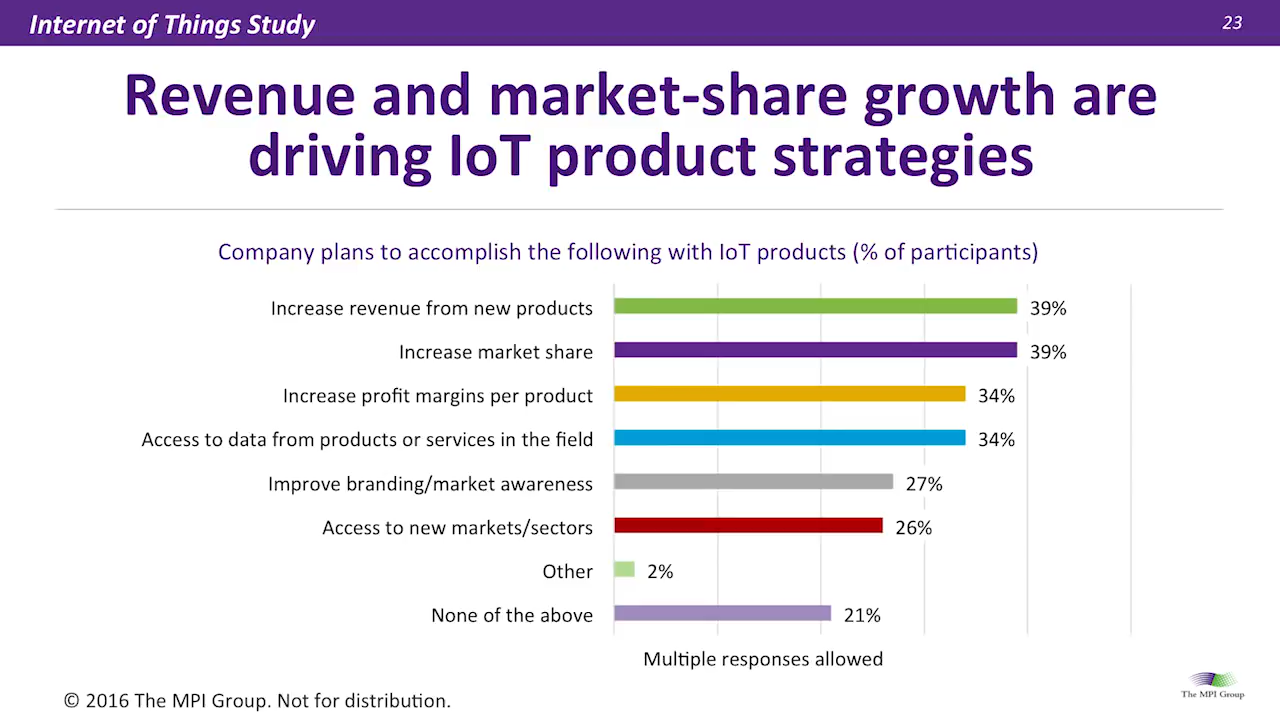 Internet of Things Study
23
Revenue and market-share growth are
driving IoT product strategies
Company plans to accomplish the following with IoT products (% of participants)
Increase revenue from new products 39%
Increase market share 39%
Increase profit margins per product 34%
Access to data from products or services in the field 34%
Improve branding/market awareness 27%
Access to new markets/sectors 26%
Other 2%
None of the above 21%
Multiple responses allowed
© 2016 The MPI Group. Not for distribution.
The MPI Group